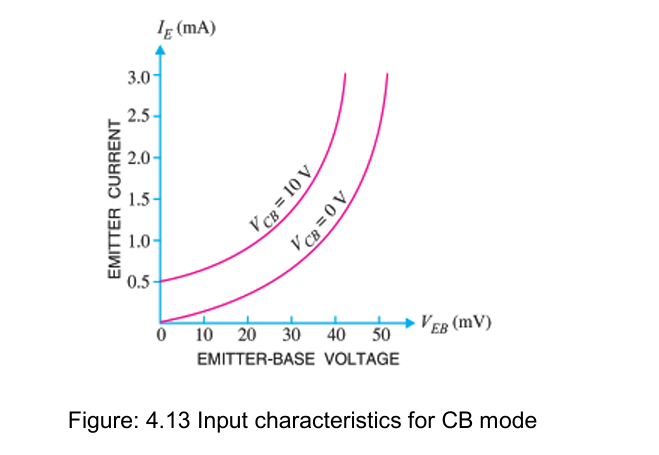 I_E (mA)
3.0
2.5
2.0
1.5
1.0
0.5
EMITTER CURRENT
V_CB = 10 V
V_CB = 0 V
0 10 20 30 40 50
V_EB (mV)
EMITTER-BASE VOLTAGE
Figure: 4.13 Input characteristics for CB mode